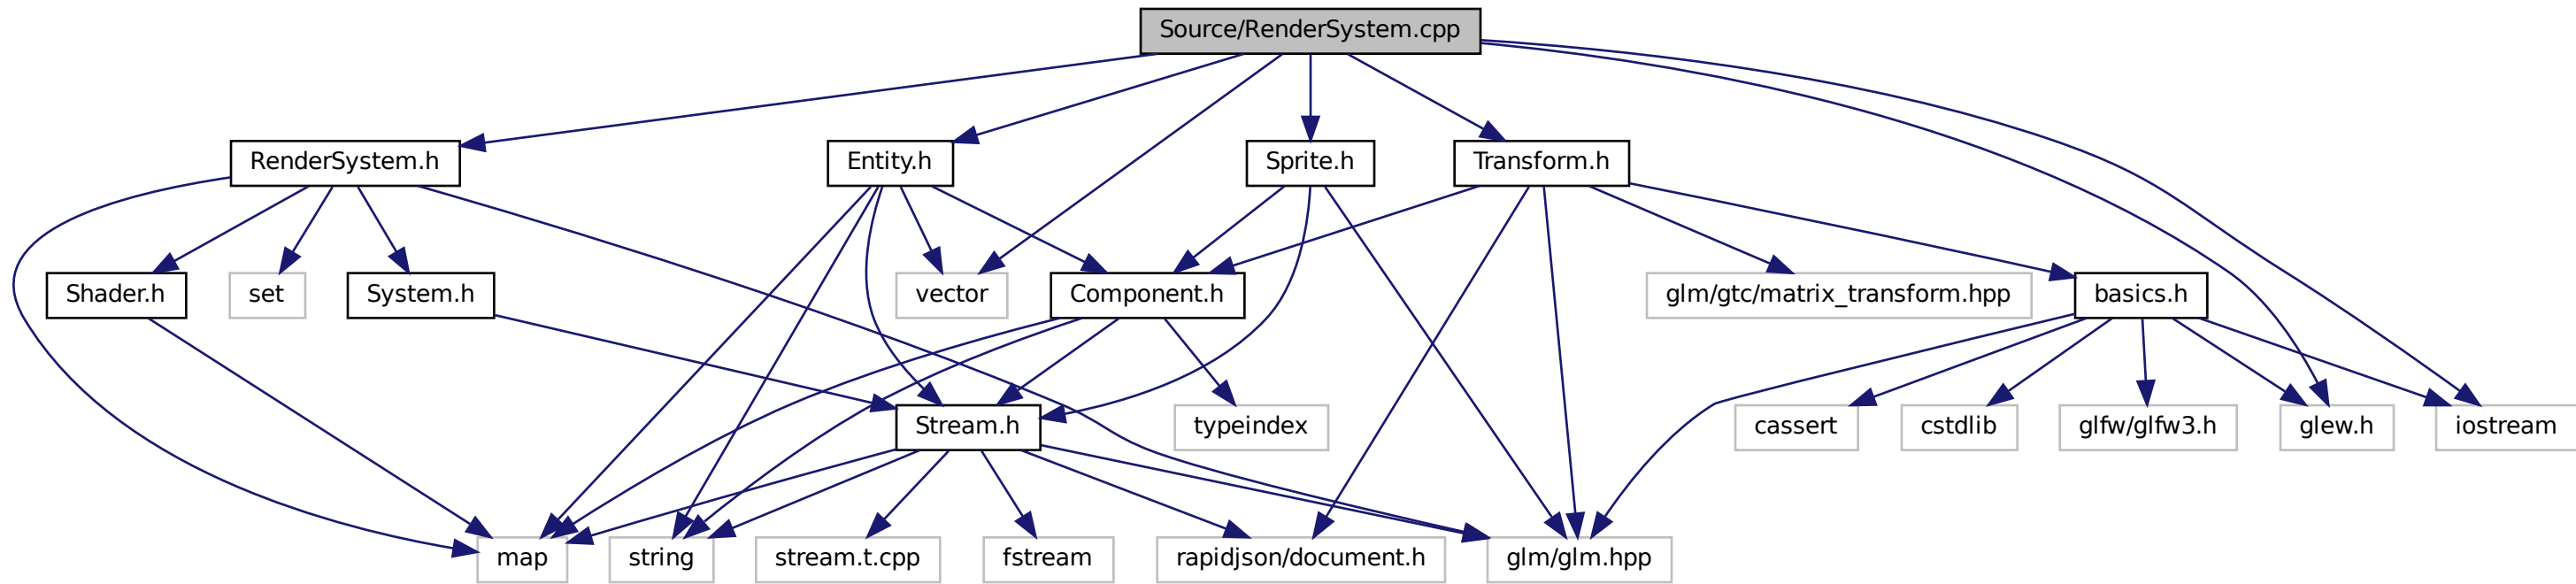 Source/RenderSystem.cpp
RenderSystem.h
Entity.h
Sprite.h
Transform.h
Shader.h
set
System.h
vector
Component.h
glm/gtc/matrix_transform.hpp
basics.h
Stream.h
typeindex
cassert
cstdlib
glfw/glfw3.h
glew.h
iostream
map
string
stream.t.cpp
fstream
rapidjson/document.h
glm/glm.hpp